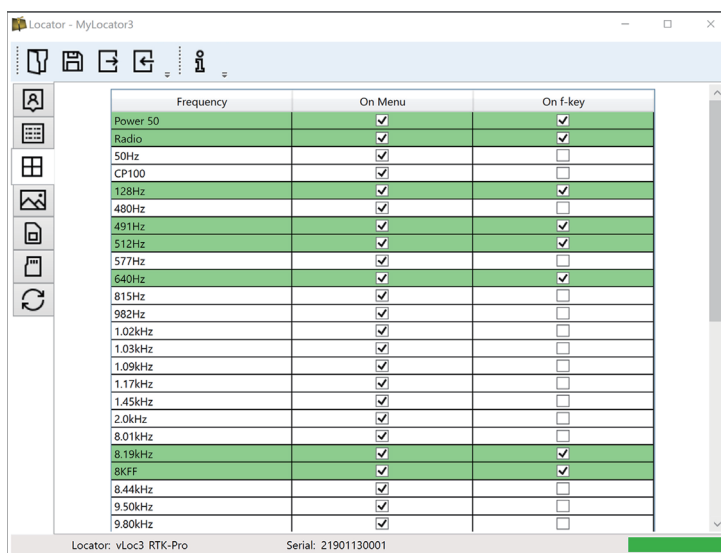 Locator - MyLocator3
Frequency On Menu On f-key
Power 50
Radio
50Hz
CP100
128Hz
480Hz
491Hz
512Hz
577Hz
640Hz
815Hz
982Hz
1.02kHz
1.03kHz
1.09kHz
1.17kHz
1.45kHz
2.0kHz
8.01kHz
8.19kHz
8KFF
8.44kHz
9.50kHz
9.80kHz
Locator: vLoc3 RTK-Pro Serial: 21901130001